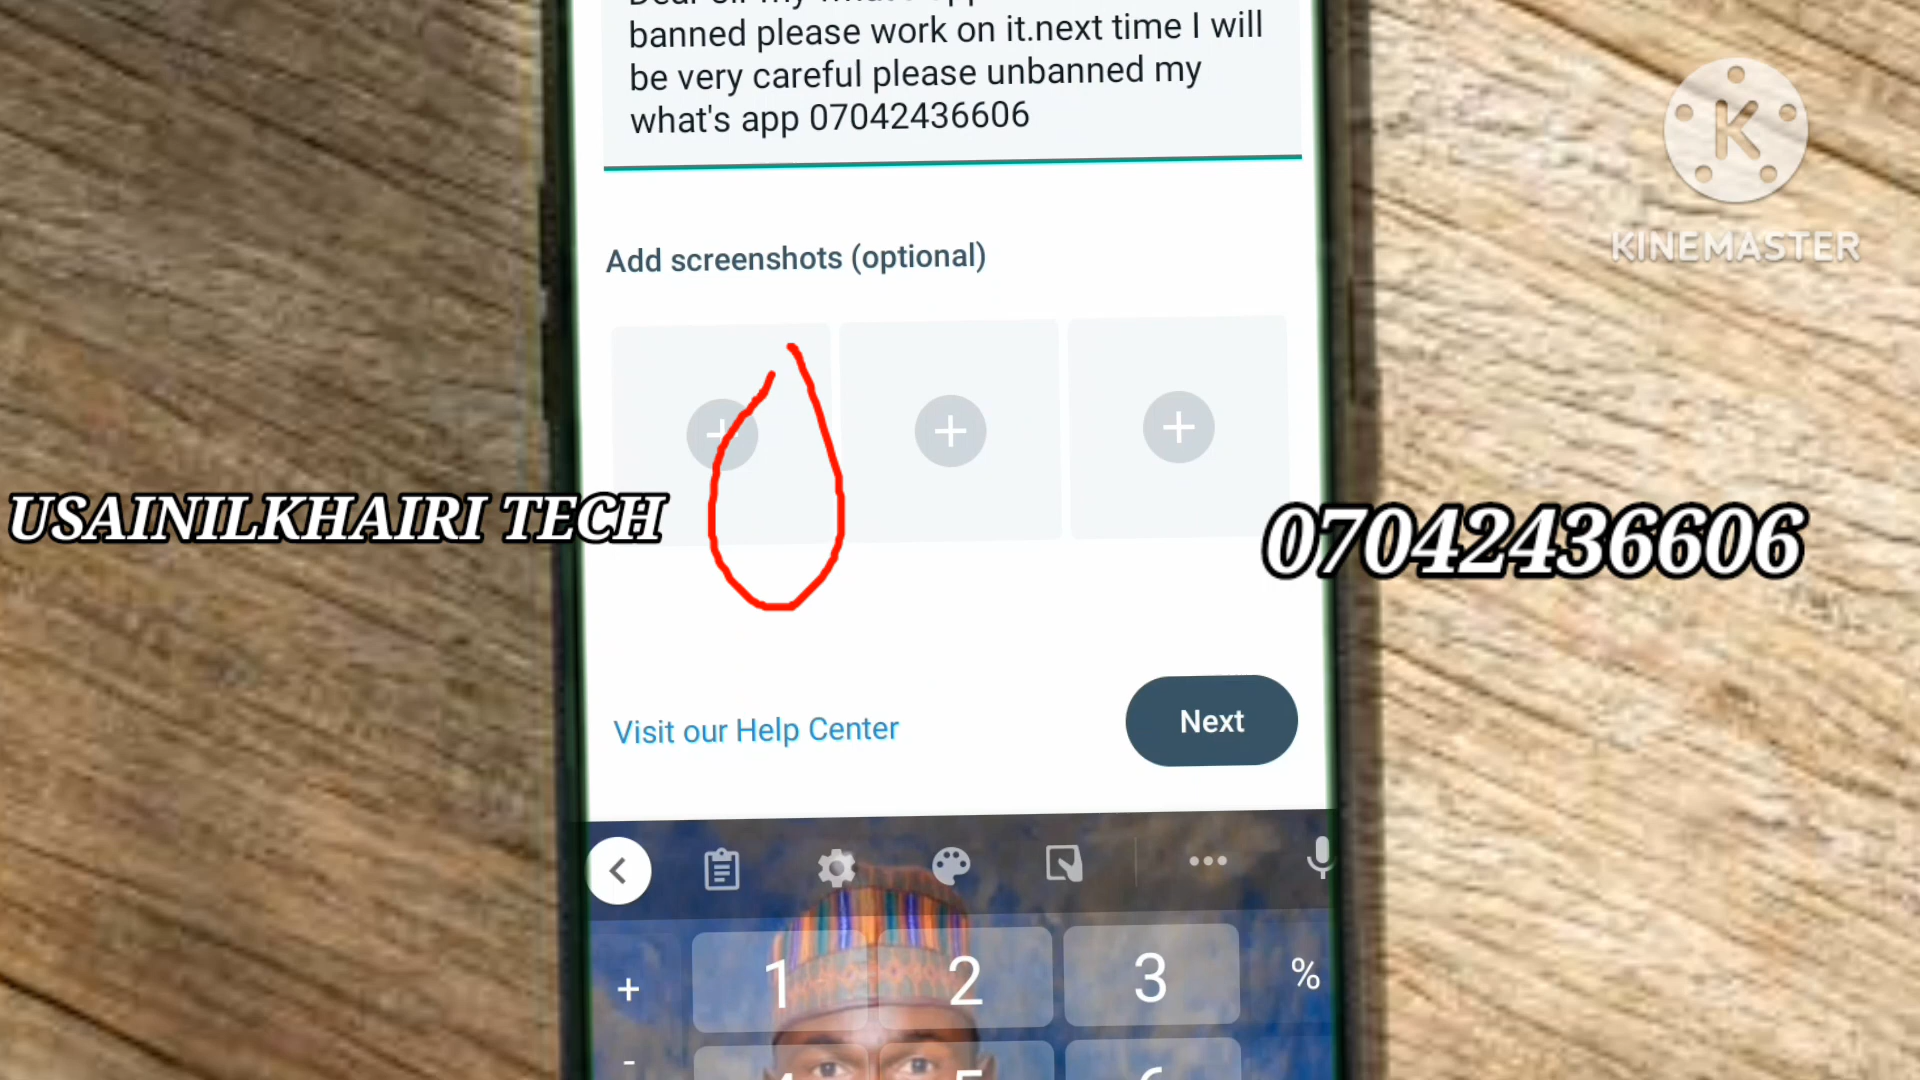 banned please work on it.next time I will
be very careful please unbanned my
what's app 07042436606
Add screenshots (optional)
KINEMASTER
USAINILKHAIRI TECH
07042436606
Visit our Help Center
Next
+
1
2
3
%
-